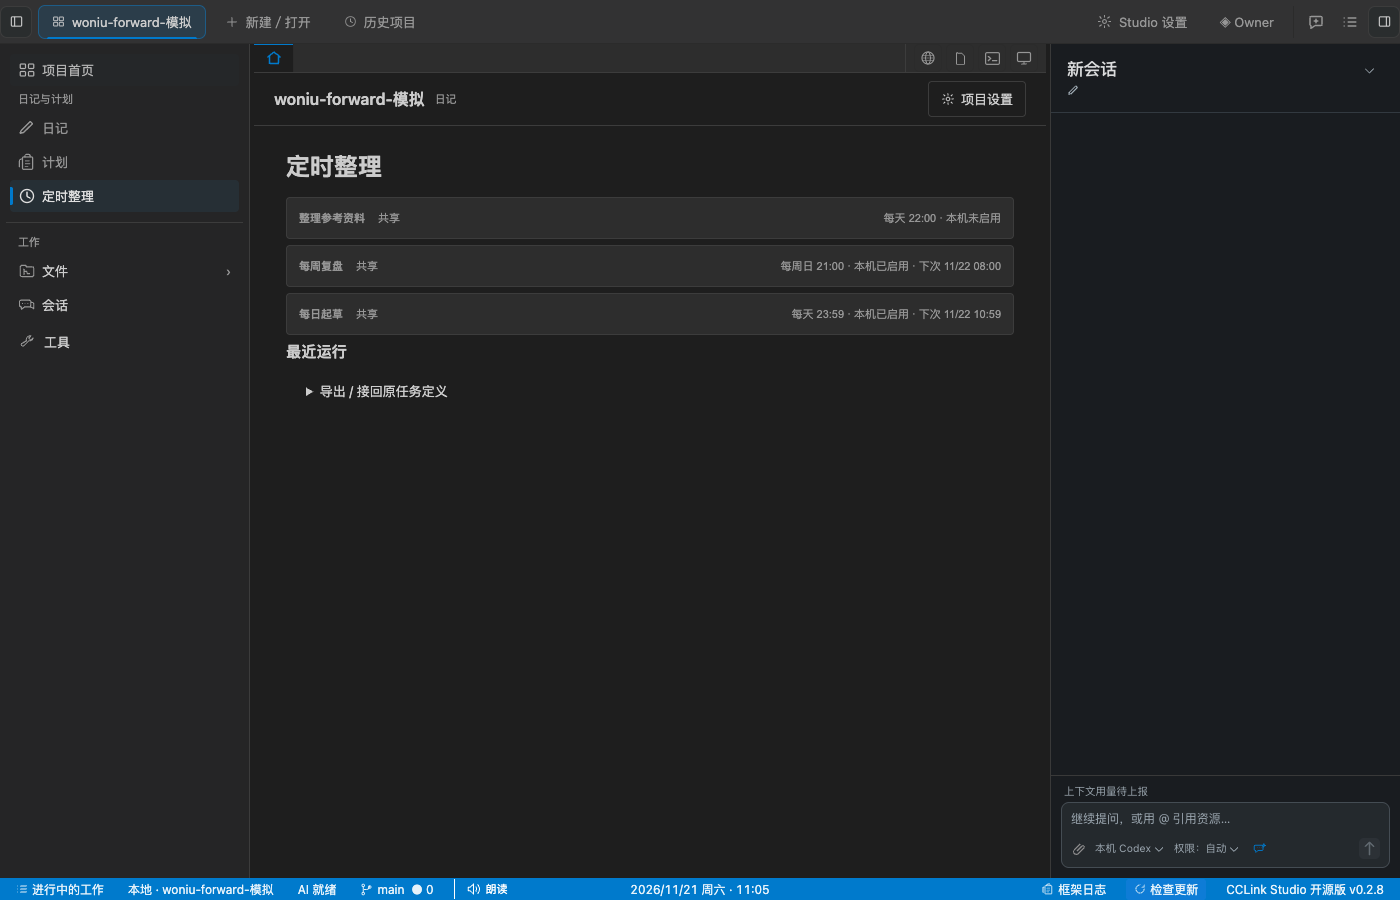 woniu-forward-模拟
新建 / 打开
历史项目
Studio 设置
Owner
项目首页
日记与计划
日记
计划
定时整理
工作
文件
会话
工具
woniu-forward-模拟 日记
项目设置
定时整理
整理参考资料 共享 每天 22:00 · 本机未启用
每周复盘 共享 每周日 21:00 · 本机已启用 · 下次 11/22 08:00
每日起草 共享 每天 23:59 · 本机已启用 · 下次 11/22 10:59
最近运行
导出 / 接回原任务定义
新会话
上下文用量待上报
继续提问，或用 @ 引用资源...
本机 Codex 权限：自动
进行中的工作 本地 · woniu-forward-模拟 AI 就绪 main 0 朗读 2026/11/21 周六 · 11:05 框架日志 检查更新 CCLink Studio 开源版 v0.2.8